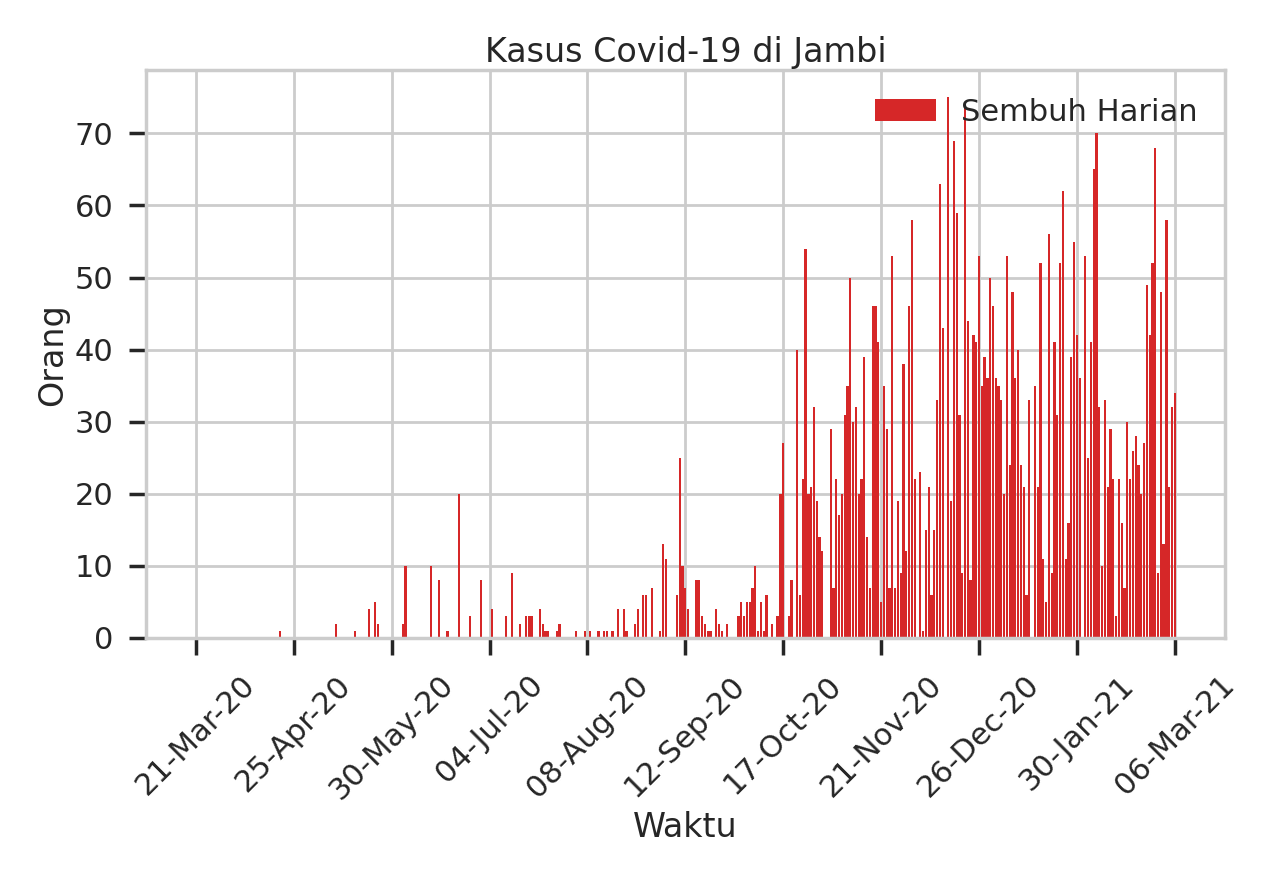 Kasus Covid-19 di Jambi
Sembuh Harian
Orang
70
60
50
40
30
20
10
0
21-Mar-20
25-Apr-20
30-May-20
04-Jul-20
08-Aug-20
12-Sep-20
17-Oct-20
21-Nov-20
26-Dec-20
30-Jan-21
06-Mar-21
Waktu